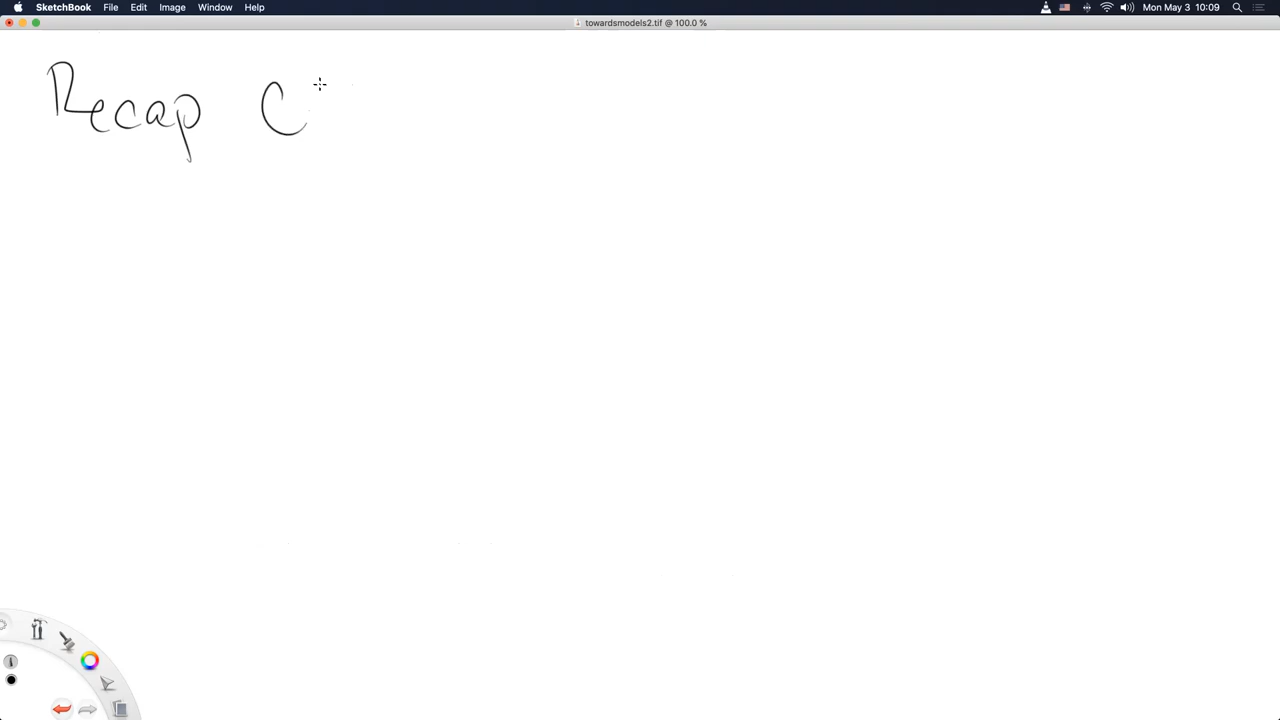 SketchBook File Edit Image Window Help Mon May 3 10:09
towardsmodels2.tif @ 100.0 %
Recap C